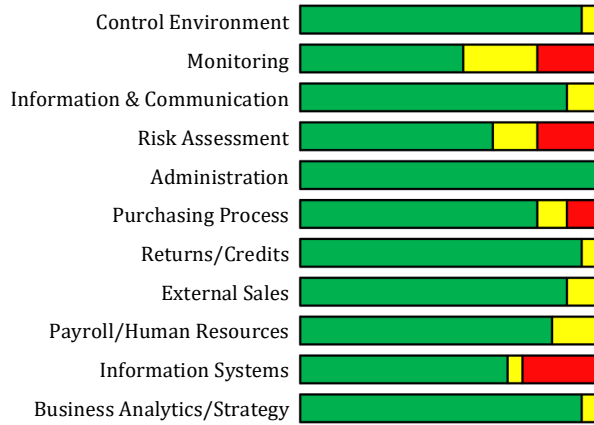 Control Environment
Monitoring
Information & Communication
Risk Assessment
Administration
Purchasing Process
Returns/Credits
External Sales
Payroll/Human Resources
Information Systems
Business Analytics/Strategy